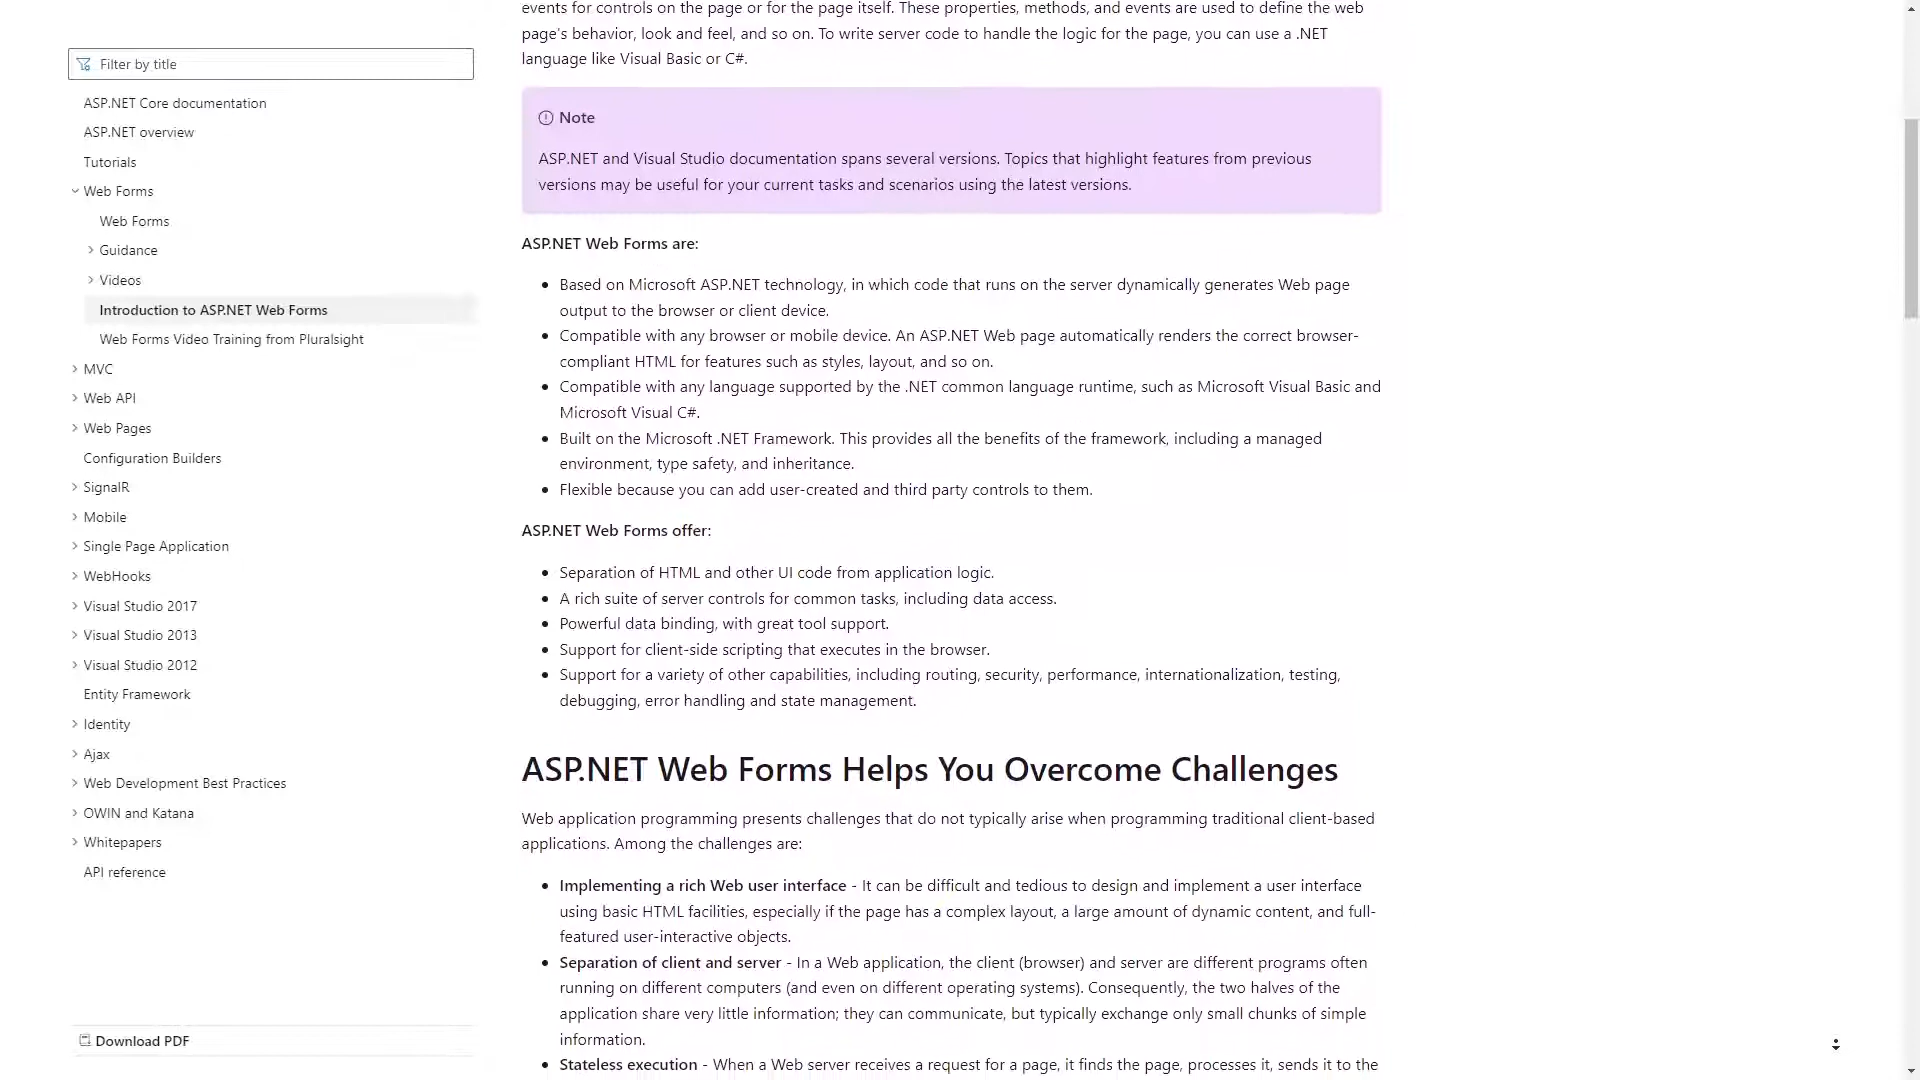 Filter by title
ASP.NET Core documentation
ASP.NET overview
Tutorials
Web Forms
Web Forms
Guidance
Videos
Introduction to ASP.NET Web Forms
Web Forms Video Training from Pluralsight
MVC
Web API
Web Pages
Configuration Builders
SignalR
Mobile
Single Page Application
WebHooks
Visual Studio 2017
Visual Studio 2013
Visual Studio 2012
Entity Framework
Identity
Ajax
Web Development Best Practices
OWIN and Katana
Whitepapers
API reference
Download PDF
events for controls on the page or for the page itself. These properties, methods, and events are used to define the web
page's behavior, look and feel, and so on. To write server code to handle the logic for the page, you can use a .NET
language like Visual Basic or C#.
Note
ASP.NET and Visual Studio documentation spans several versions. Topics that highlight features from previous
versions may be useful for your current tasks and scenarios using the latest versions.
ASP.NET Web Forms are:
• Based on Microsoft ASP.NET technology, in which code that runs on the server dynamically generates Web page
output to the browser or client device.
• Compatible with any browser or mobile device. An ASP.NET Web page automatically renders the correct browser-
compliant HTML for features such as styles, layout, and so on.
• Compatible with any language supported by the .NET common language runtime, such as Microsoft Visual Basic and
Microsoft Visual C#.
• Built on the Microsoft .NET Framework. This provides all the benefits of the framework, including a managed
environment, type safety, and inheritance.
• Flexible because you can add user-created and third party controls to them.
ASP.NET Web Forms offer:
• Separation of HTML and other UI code from application logic.
• A rich suite of server controls for common tasks, including data access.
• Powerful data binding, with great tool support.
• Support for client-side scripting that executes in the browser.
• Support for a variety of other capabilities, including routing, security, performance, internationalization, testing,
debugging, error handling and state management.
ASP.NET Web Forms Helps You Overcome Challenges
Web application programming presents challenges that do not typically arise when programming traditional client-based
applications. Among the challenges are:
• Implementing a rich Web user interface - It can be difficult and tedious to design and implement a user interface
using basic HTML facilities, especially if the page has a complex layout, a large amount of dynamic content, and full-
featured user-interactive objects.
• Separation of client and server - In a Web application, the client (browser) and server are different programs often
running on different computers (and even on different operating systems). Consequently, the two halves of the
application share very little information; they can communicate, but typically exchange only small chunks of simple
information.
• Stateless execution - When a Web server receives a request for a page, it finds the page, processes it, sends it to the